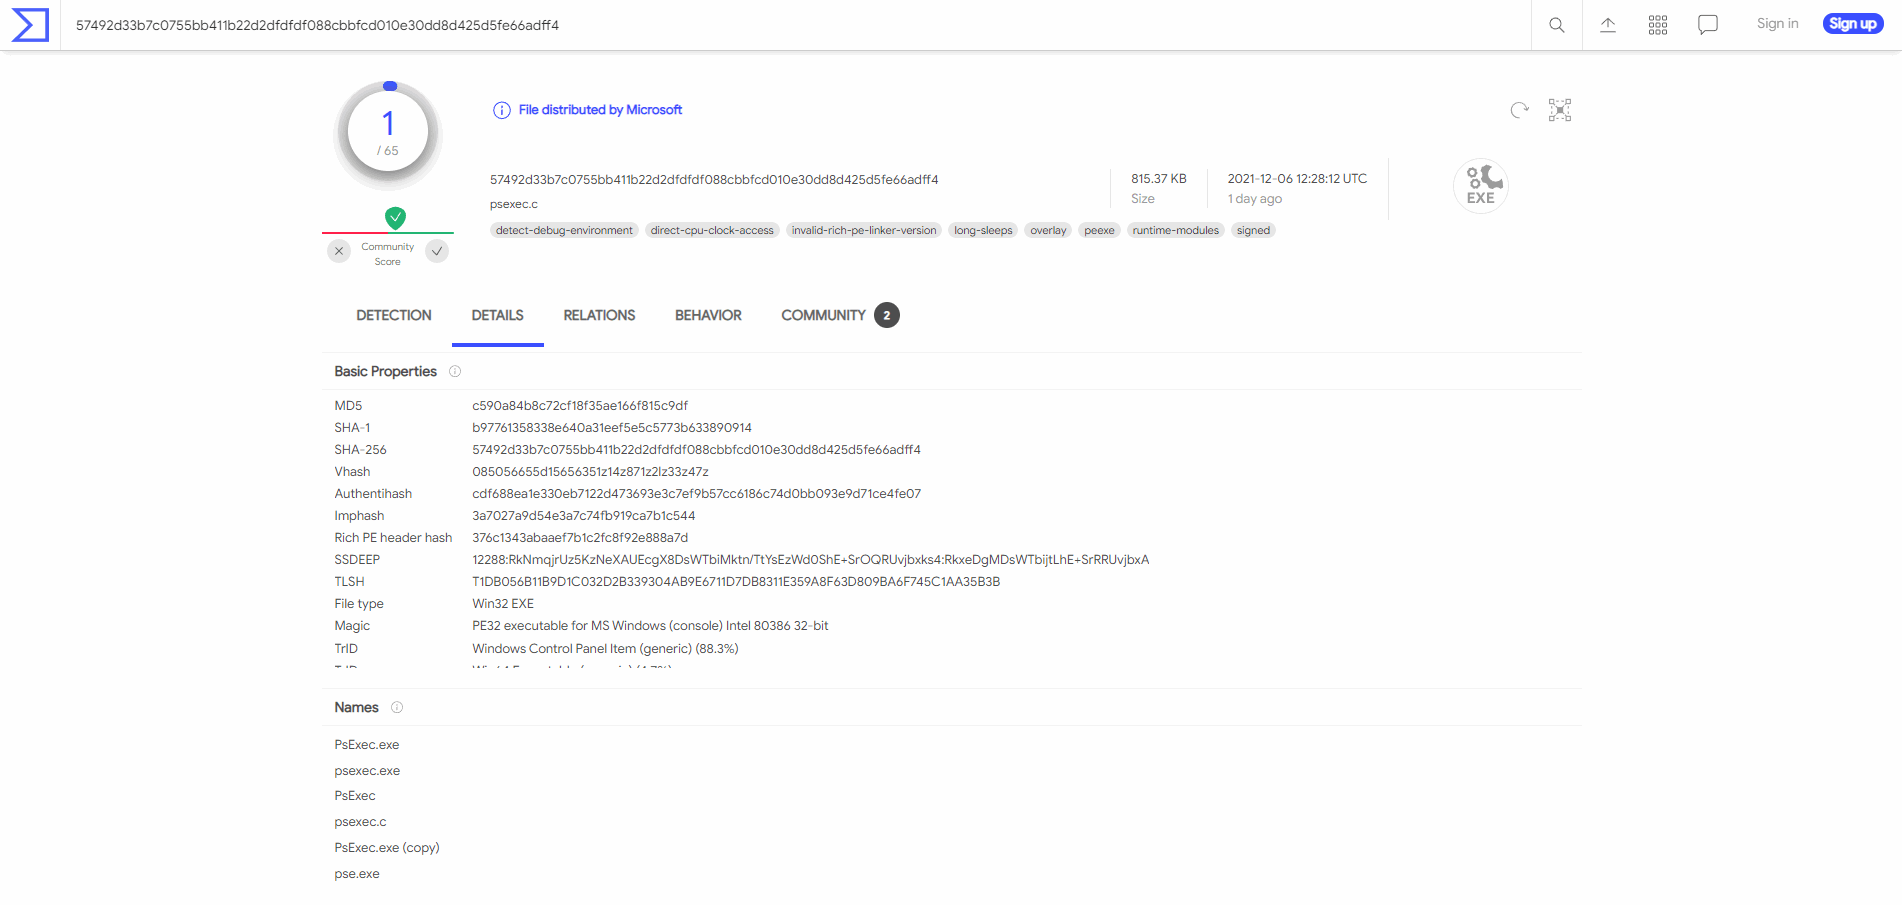 57492d33b7c0755bb411b22d2dfdfdf088cbbfcd010e30dd8d425d5fe66adff4
Sign in
Sign up
1
/ 65
File distributed by Microsoft
57492d33b7c0755bb411b22d2dfdfdf088cbbfcd010e30dd8d425d5fe66adff4
psexec.c
815.37 KB
Size
2021-12-06 12:28:12 UTC
1 day ago
EXE
detect-debug-environment direct-cpu-clock-access invalid-rich-pe-linker-version long-sleeps overlay peexe runtime-modules signed
Community
Score
DETECTION DETAILS RELATIONS BEHAVIOR COMMUNITY 2
Basic Properties
MD5 c590a84b8c72cf18f35ae166f815c9df
SHA-1 b97761358338e640a31eef5e5c5773b633890914
SHA-256 57492d33b7c0755bb411b22d2dfdfdf088cbbfcd010e30dd8d425d5fe66adff4
Vhash 085056655d15656351z14z871z2lz33z47z
Authentihash cdf688ea1e330eb7122d473693e3c7ef9b57cc6186c74d0bb093e9d71ce4fe07
Imphash 3a7027a9d54e3a7c74fb919ca7b1c544
Rich PE header hash 376c1343abaaef7b1c2fc8f92e888a7d
SSDEEP 12288:RkNmqjrUz5KzNeXAUEcgX8DsWTbiMktn/TtYsEzWd0ShE+SrOQRUvjbxks4:RkxeDgMDsWTbijtLhE+SrRRUvjbxA
TLSH T1DB056B11B9D1C032D2B339304AB9E6711D7DB8311E359A8F63D809BA6F745C1AA35B3B
File type Win32 EXE
Magic PE32 executable for MS Windows (console) Intel 80386 32-bit
TrID Windows Control Panel Item (generic) (88.3%)
Names
PsExec.exe
psexec.exe
PsExec
psexec.c
PsExec.exe (copy)
pse.exe